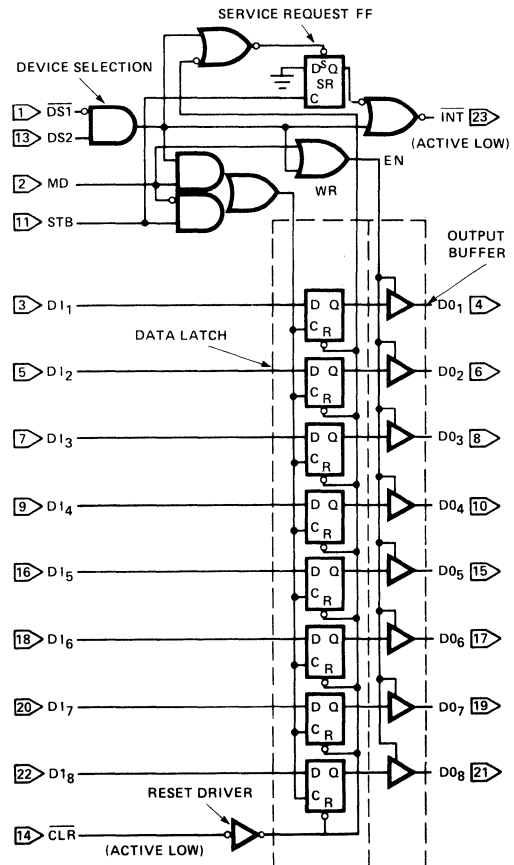 SERVICE REQUEST FF
DEVICE SELECTION
D S Q
SR
C
1 DS1
13 DS2
INT 23
(ACTIVE LOW)
2 MD
EN
WR
11 STB
OUTPUT
BUFFER
3 DI1
D Q
C R
DO1 4
DATA LATCH
5 DI2
D Q
C R
DO2 6
7 DI3
D Q
C R
DO3 8
9 DI4
D Q
C R
DO4 10
16 DI5
D Q
C R
DO5 15
18 DI6
D Q
C R
DO6 17
20 DI7
D Q
C R
DO7 19
22 DI8
D Q
C R
DO8 21
RESET DRIVER
14 CLR
(ACTIVE LOW)